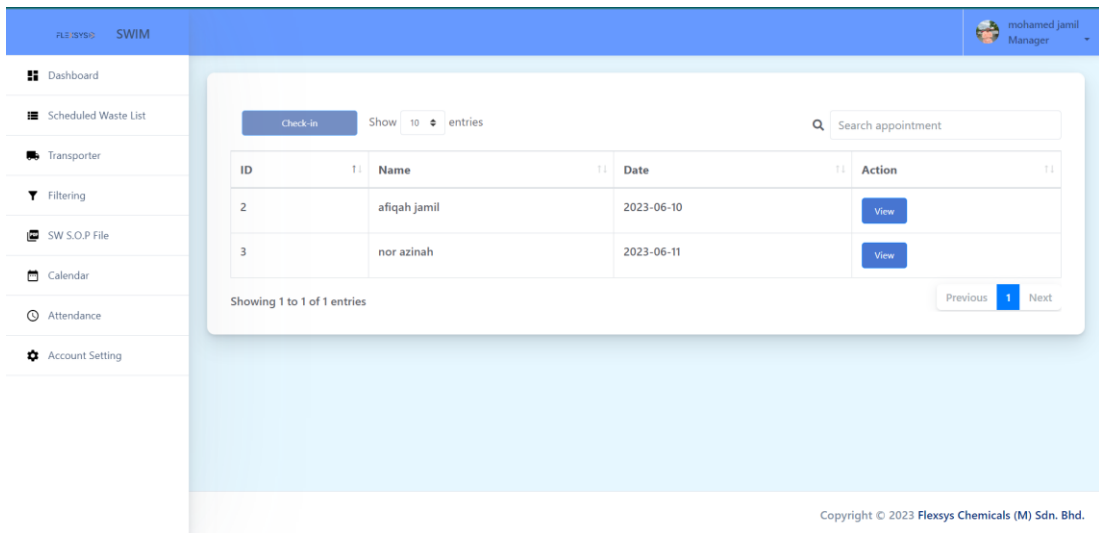 FLEXSYS SWIM
mohamed jamil
Manager
Dashboard
Scheduled Waste List
Transporter
Filtering
SW S.O.P File
Calendar
Attendance
Account Setting
Check-in Show 10 entries
Search appointment
ID Name Date Action
2 afiqah jamil 2023-06-10 View
3 nor azinah 2023-06-11 View
Showing 1 to 1 of 1 entries
Previous 1 Next
Copyright © 2023 Flexsys Chemicals (M) Sdn. Bhd.